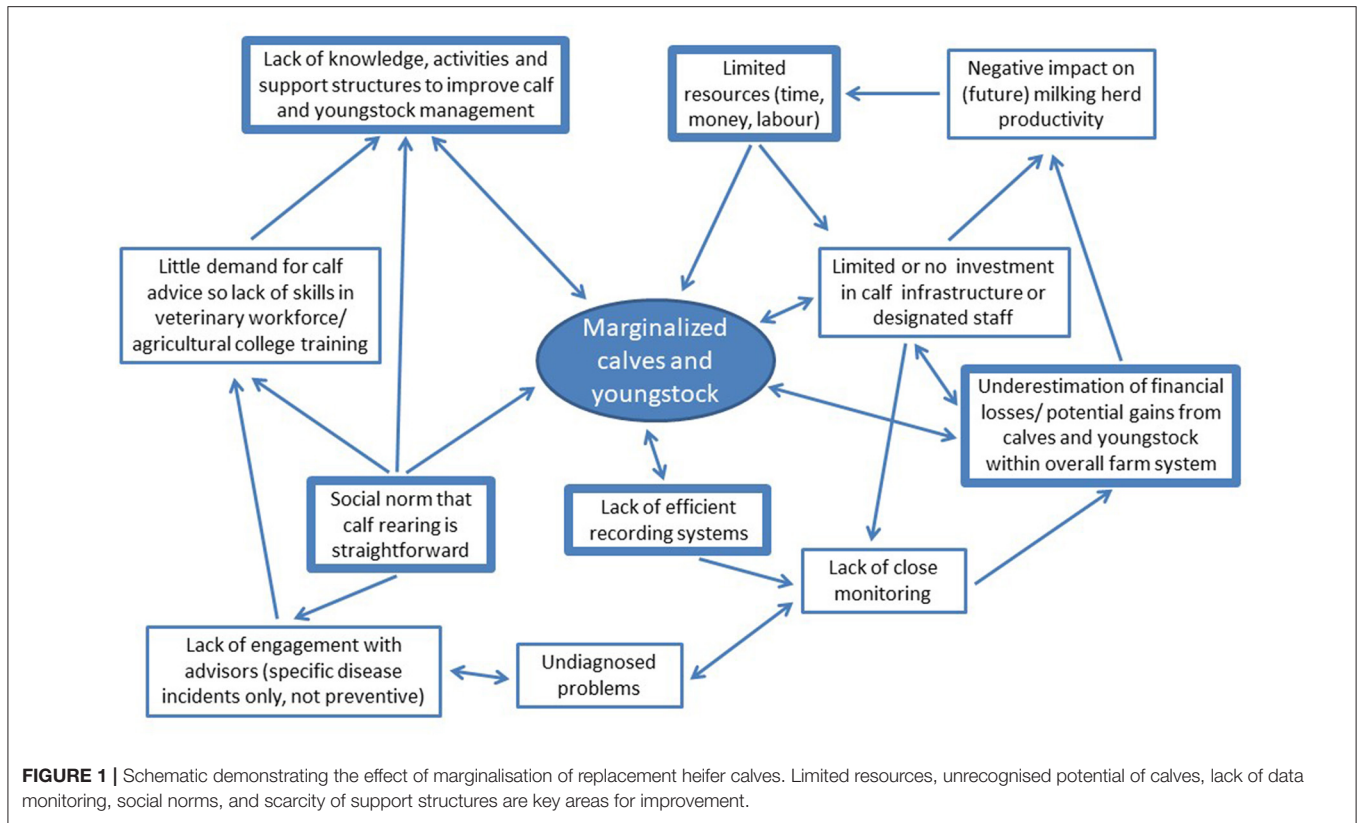 Lack of knowledge, activities and
support structures to improve calf
and youngstock management
Limited
resources (time,
money, labour)
Negative impact on
(future) milking herd
productivity
Little demand for calf
advice so lack of skills in
veterinary workforce/
agricultural college training
Limited or no investment
in calf infrastructure or
designated staff
Marginalized
calves and
youngstock
Underestimation of financial
losses/ potential gains from
calves and youngstock
within overall farm system
Social norm that
calf rearing is
straightforward
Lack of efficient
recording systems
Lack of close
monitoring
Lack of engagement with
advisors (specific disease
incidents only, not preventive)
Undiagnosed
problems
FIGURE 1 | Schematic demonstrating the effect of marginalisation of replacement heifer calves. Limited resources, unrecognised potential of calves, lack of data
monitoring, social norms, and scarcity of support structures are key areas for improvement.